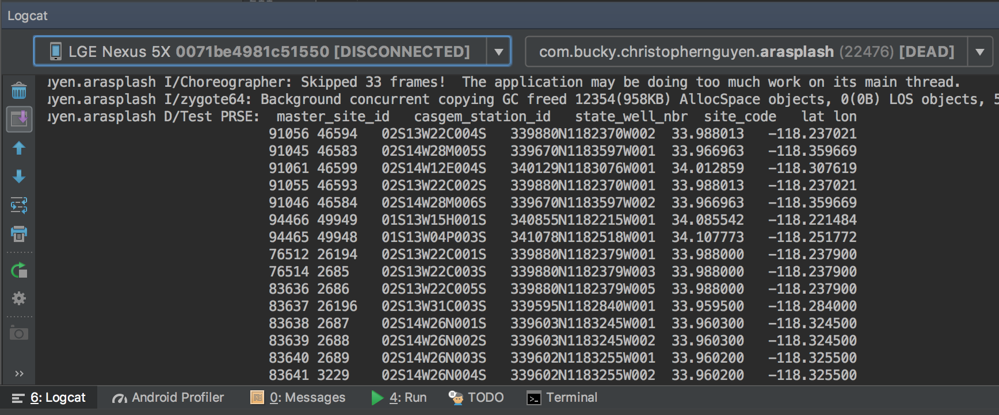 Logcat
LGE Nexus 5X 0071be4981c51550 [DISCONNECTED] com.bucky.christophernguyen.arasplash (22476) [DEAD]
uyen.arasplash I/Choreographer: Skipped 33 frames!  The application may be doing too much work on its main thread.
uyen.arasplash I/zygote64: Background concurrent copying GC freed 12354(958KB) AllocSpace objects, 0(0B) LOS objects, 5
uyen.arasplash D/Test PRSE:  master_site_id   casgem_station_id   state_well_nbr  site_code   lat lon
91056 46594   02S13W22C004S   339880N1182370W002  33.988013   -118.237021
91045 46583   02S14W28M005S   339670N1183597W001  33.966963   -118.359669
91061 46599   02S14W12E004S   340129N1183076W001  34.012859   -118.307619
91055 46593   02S13W22C002S   339880N1182370W001  33.988013   -118.237021
91046 46584   02S14W28M006S   339670N1183597W002  33.966963   -118.359669
94466 49949   01S13W15H001S   340855N1182215W001  34.085542   -118.221484
94465 49948   01S13W04P003S   341078N1182518W001  34.107773   -118.251772
76512 26194   02S13W22C001S   339880N1182379W001  33.988000   -118.237900
76514 2685    02S13W22C003S   339880N1182379W003  33.988000   -118.237900
83636 2686    02S13W22C005S   339880N1182379W005  33.988000   -118.237900
83637 26196   02S13W31C003S   339595N1182840W001  33.959500   -118.284000
83638 2687    02S14W26N001S   339603N1183245W001  33.960300   -118.324500
83639 2688    02S14W26N002S   339603N1183245W002  33.960300   -118.324500
83640 2689    02S14W26N003S   339602N1183255W001  33.960200   -118.325500
83641 3229    02S14W26N004S   339602N1183255W002  33.960200   -118.325500
6: Logcat Android Profiler 0: Messages 4: Run TODO Terminal